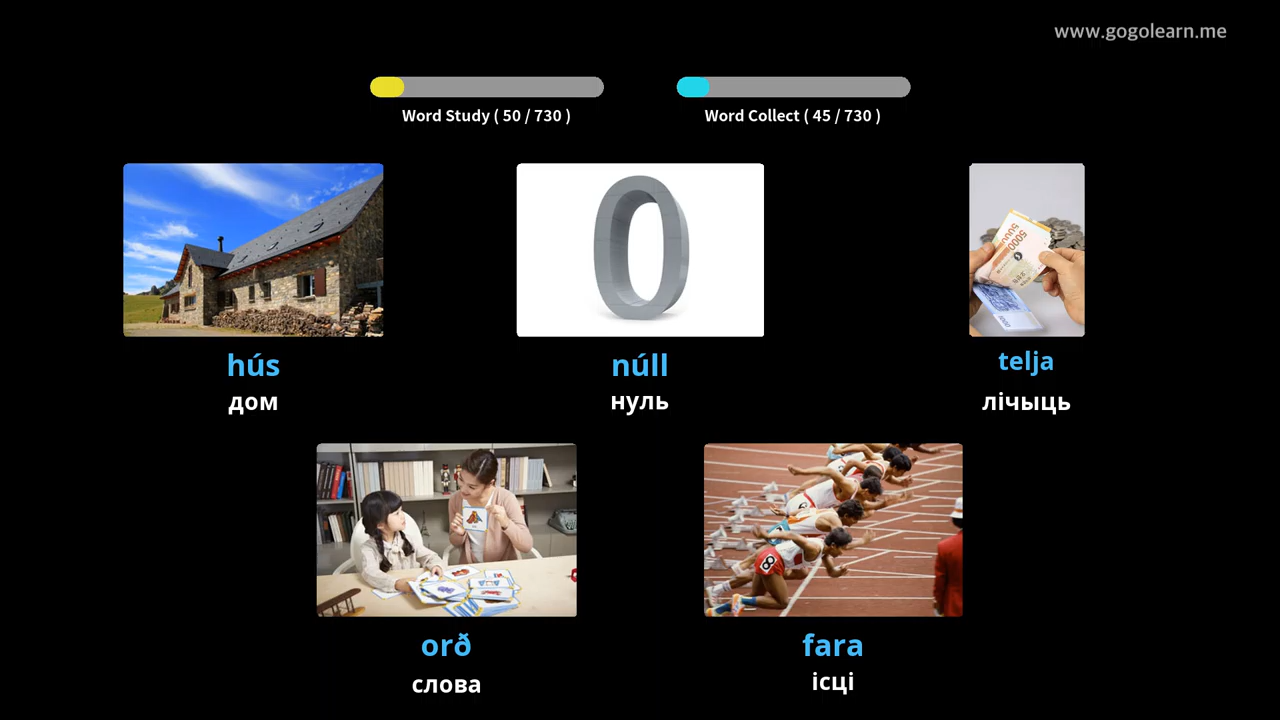 www.gogolearn.me
Word Study ( 50 / 730 )
Word Collect ( 45 / 730 )
hús
дом
núll
нуль
telja
лічыць
orð
слова
fara
ісці